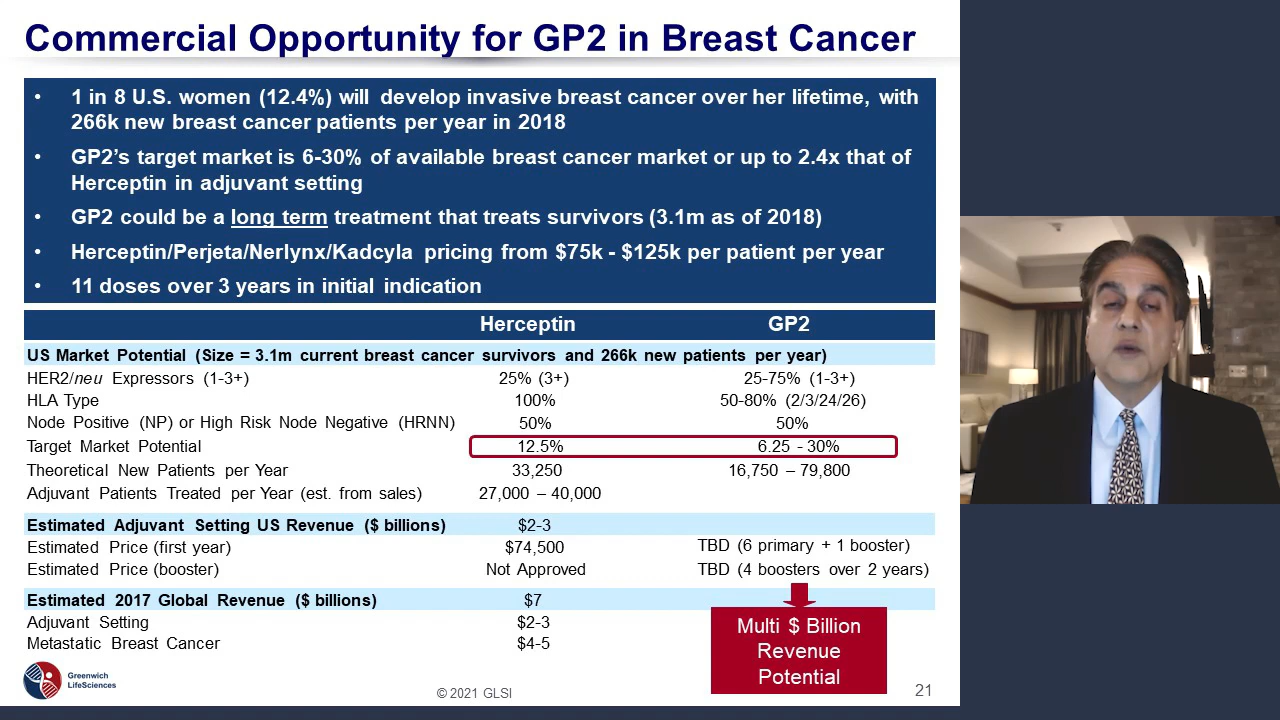 Commercial Opportunity for GP2 in Breast Cancer
• 1 in 8 U.S. women (12.4%) will develop invasive breast cancer over her lifetime, with
266k new breast cancer patients per year in 2018
• GP2’s target market is 6-30% of available breast cancer market or up to 2.4x that of
Herceptin in adjuvant setting
• GP2 could be a long term treatment that treats survivors (3.1m as of 2018)
• Herceptin/Perjeta/Nerlynx/Kadcyla pricing from $75k - $125k per patient per year
• 11 doses over 3 years in initial indication
Herceptin GP2
US Market Potential (Size = 3.1m current breast cancer survivors and 266k new patients per year)
HER2/neu Expressors (1-3+) 25% (3+) 25-75% (1-3+)
HLA Type 100% 50-80% (2/3/24/26)
Node Positive (NP) or High Risk Node Negative (HRNN) 50% 50%
Target Market Potential 12.5% 6.25 - 30%
Theoretical New Patients per Year 33,250 16,750 – 79,800
Adjuvant Patients Treated per Year (est. from sales) 27,000 – 40,000
Estimated Adjuvant Setting US Revenue ($ billions) $2-3
Estimated Price (first year) $74,500 TBD (6 primary + 1 booster)
Estimated Price (booster) Not Approved TBD (4 boosters over 2 years)
Estimated 2017 Global Revenue ($ billions) $7
Adjuvant Setting $2-3
Metastatic Breast Cancer $4-5
Multi $ Billion
Revenue
Potential
Greenwich
LifeSciences
© 2021 GLSI
21